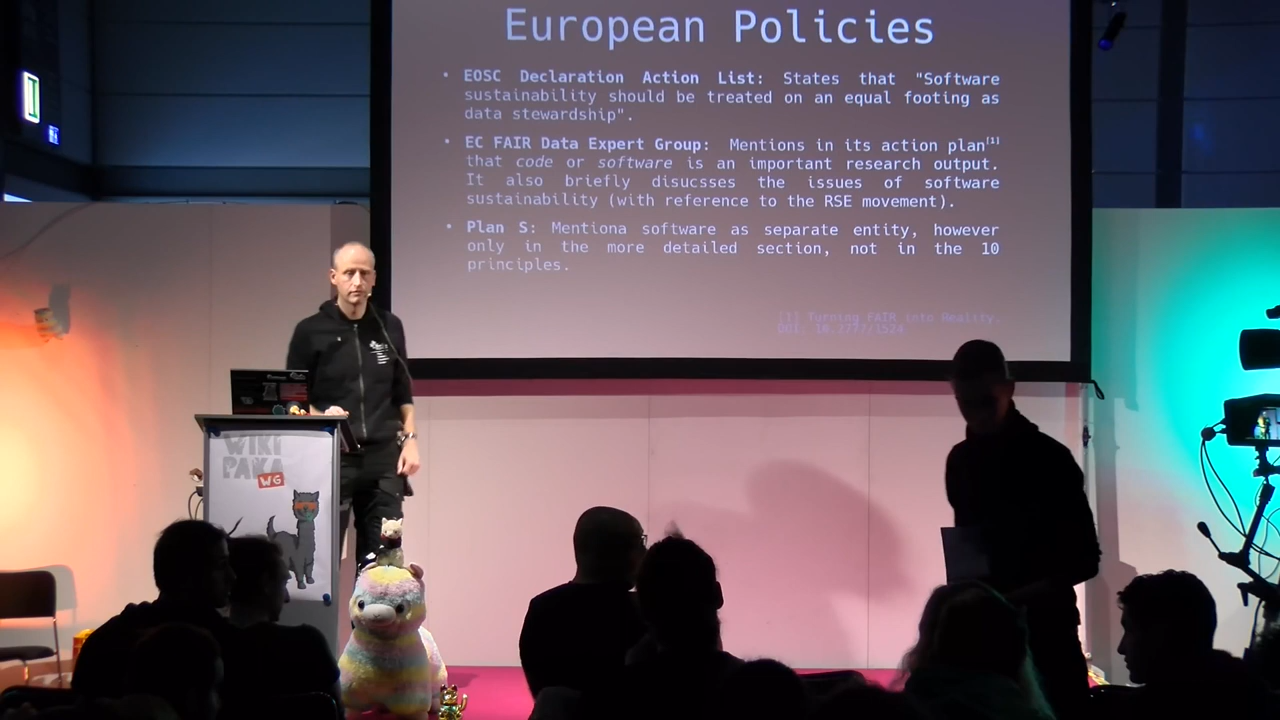 European Policies
• EOSC Declaration Action List: States that "Software
sustainability should be treated on an equal footing as
data stewardship".
• EC FAIR Data Expert Group: Mentions in its action plan[1]
that code or software is an important research output.
It also briefly disucsses the issues of software
sustainability (with reference to the RSE movement).
• Plan S: Mentiona software as separate entity, however
only in the more detailed section, not in the 10
principles.
[1] Turning FAIR into Reality.
DOI: 10.2777/1524
WIKI
PAKA
WG